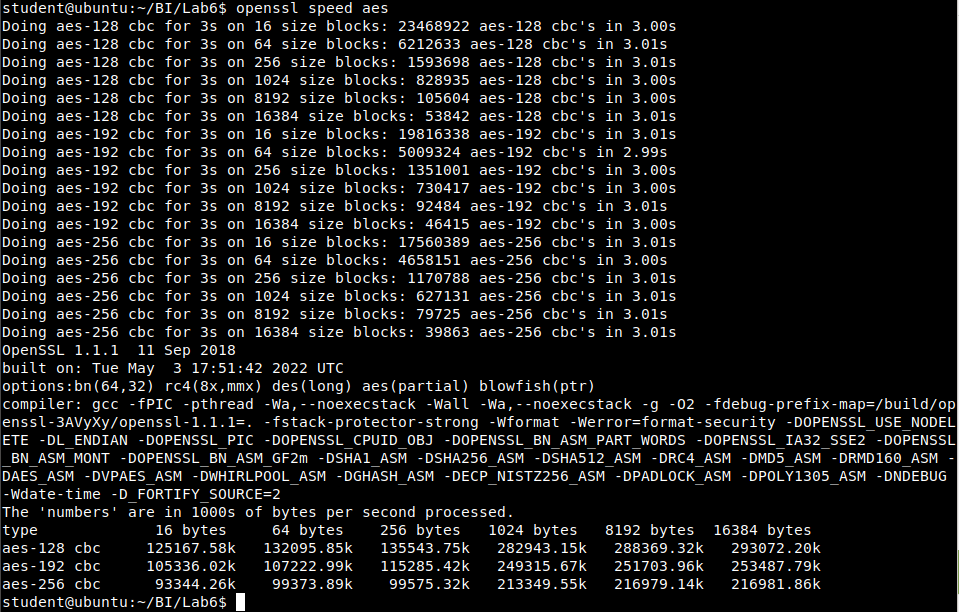 student@ubuntu:~/BI/Lab6$ openssl speed aes
Doing aes-128 cbc for 3s on 16 size blocks: 23468922 aes-128 cbc's in 3.00s
Doing aes-128 cbc for 3s on 64 size blocks: 6212633 aes-128 cbc's in 3.01s
Doing aes-128 cbc for 3s on 256 size blocks: 1593698 aes-128 cbc's in 3.01s
Doing aes-128 cbc for 3s on 1024 size blocks: 828935 aes-128 cbc's in 3.00s
Doing aes-128 cbc for 3s on 8192 size blocks: 105604 aes-128 cbc's in 3.00s
Doing aes-128 cbc for 3s on 16384 size blocks: 53842 aes-128 cbc's in 3.01s
Doing aes-192 cbc for 3s on 16 size blocks: 19816338 aes-192 cbc's in 3.01s
Doing aes-192 cbc for 3s on 64 size blocks: 5009324 aes-192 cbc's in 2.99s
Doing aes-192 cbc for 3s on 256 size blocks: 1351001 aes-192 cbc's in 3.00s
Doing aes-192 cbc for 3s on 1024 size blocks: 730417 aes-192 cbc's in 3.00s
Doing aes-192 cbc for 3s on 8192 size blocks: 92484 aes-192 cbc's in 3.01s
Doing aes-192 cbc for 3s on 16384 size blocks: 46415 aes-192 cbc's in 3.00s
Doing aes-256 cbc for 3s on 16 size blocks: 17560389 aes-256 cbc's in 3.01s
Doing aes-256 cbc for 3s on 64 size blocks: 4658151 aes-256 cbc's in 3.00s
Doing aes-256 cbc for 3s on 256 size blocks: 1170788 aes-256 cbc's in 3.01s
Doing aes-256 cbc for 3s on 1024 size blocks: 627131 aes-256 cbc's in 3.01s
Doing aes-256 cbc for 3s on 8192 size blocks: 79725 aes-256 cbc's in 3.01s
Doing aes-256 cbc for 3s on 16384 size blocks: 39863 aes-256 cbc's in 3.01s
OpenSSL 1.1.1  11 Sep 2018
built on: Tue May  3 17:51:42 2022 UTC
options:bn(64,32) rc4(8x,mmx) des(long) aes(partial) blowfish(ptr)
compiler: gcc -fPIC -pthread -Wa,--noexecstack -Wall -Wa,--noexecstack -g -O2 -fdebug-prefix-map=/build/op
enssl-3AVyXy/openssl-1.1.1=. -fstack-protector-strong -Wformat -Werror=format-security -DOPENSSL_USE_NODEL
ETE -DL_ENDIAN -DOPENSSL_PIC -DOPENSSL_CPUID_OBJ -DOPENSSL_BN_ASM_PART_WORDS -DOPENSSL_IA32_SSE2 -DOPENSSL
_BN_ASM_MONT -DOPENSSL_BN_ASM_GF2m -DSHA1_ASM -DSHA256_ASM -DSHA512_ASM -DRC4_ASM -DMD5_ASM -DRMD160_ASM -
DAES_ASM -DVPAES_ASM -DWHIRLPOOL_ASM -DGHASH_ASM -DECP_NISTZ256_ASM -DPADLOCK_ASM -DPOLY1305_ASM -DNDEBUG
-Wdate-time -D_FORTIFY_SOURCE=2
The 'numbers' are in 1000s of bytes per second processed.
type             16 bytes     64 bytes    256 bytes   1024 bytes   8192 bytes  16384 bytes
aes-128 cbc     125167.58k   132095.85k   135543.75k   282943.15k   288369.32k   293072.20k
aes-192 cbc     105336.02k   107222.99k   115285.42k   249315.67k   251703.96k   253487.79k
aes-256 cbc      93344.26k    99373.89k    99575.32k   213349.55k   216979.14k   216981.86k
student@ubuntu:~/BI/Lab6$